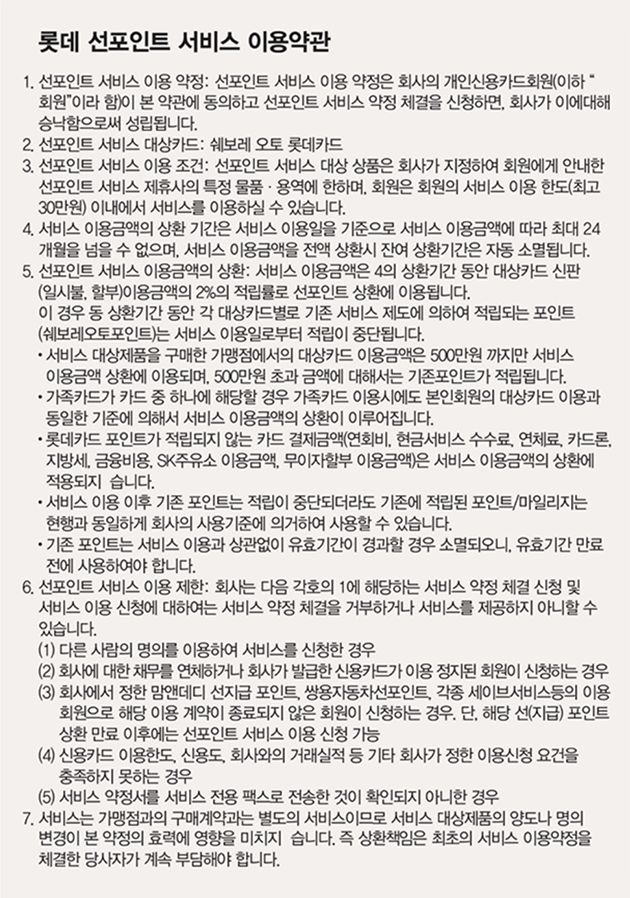 롯데 선포인트 서비스 이용약관
1. 선포인트 서비스 이용 약정: 선포인트 서비스 이용 약정은 회사의 개인신용카드회원(이하 “
회원”이라 함)이 본 약관에 동의하고 선포인트 서비스 약정 체결을 신청하면, 회사가 이에대해
승낙함으로써 성립됩니다.
2. 선포인트 서비스 대상카드: 쉐보레 오토 롯데카드
3. 선포인트 서비스 이용 조건: 선포인트 서비스 대상 상품은 회사가 지정하여 회원에게 안내한
선포인트 서비스 제휴사의 특정 물품 · 용역에 한하며, 회원은 회원의 서비스 이용 한도(최고
30만원) 이내에서 서비스를 이용하실 수 있습니다.
4. 서비스 이용금액의 상환 기간은 서비스 이용일을 기준으로 서비스 이용금액에 따라 최대 24
개월을 넘을 수 없으며, 서비스 이용금액을 전액 상환시 잔여 상환기간은 자동 소멸됩니다.
5. 선포인트 서비스 이용금액의 상환: 서비스 이용금액은 4의 상환기간 동안 대상카드 신판
(일시불, 할부)이용금액의 2%의 적립률로 선포인트 상환에 이용됩니다.
이 경우 동 상환기간 동안 각 대상카드별로 기존 서비스 제도에 의하여 적립되는 포인트
(쉐보레오토포인트)는 서비스 이용일로부터 적립이 중단됩니다.
• 서비스 대상제품을 구매한 가맹점에서의 대상카드 이용금액은 500만원 까지만 서비스
이용금액 상환에 이용되며, 500만원 초과 금액에 대해서는 기존포인트가 적립됩니다.
• 가족카드가 카드 중 하나에 해당할 경우 가족카드 이용시에도 본인회원의 대상카드 이용과
동일한 기준에 의해서 서비스 이용금액의 상환이 이루어집니다.
• 롯데카드 포인트가 적립되지 않는 카드 결제금액(연회비, 현금서비스 수수료, 연체료, 카드론,
지방세, 금융비용, SK주유소 이용금액, 무이자할부 이용금액)은 서비스 이용금액의 상환에
적용되지 습니다.
• 서비스 이용 이후 기존 포인트는 적립이 중단되더라도 기존에 적립된 포인트/마일리지는
현행과 동일하게 회사의 사용기준에 의거하여 사용할 수 있습니다.
• 기존 포인트는 서비스 이용과 상관없이 유효기간이 경과할 경우 소멸되오니, 유효기간 만료
전에 사용하여야 합니다.
6. 선포인트 서비스 이용 제한: 회사는 다음 각호의 1에 해당하는 서비스 약정 체결 신청 및
서비스 이용 신청에 대하여는 서비스 약정 체결을 거부하거나 서비스를 제공하지 아니할 수
있습니다.
(1) 다른 사람의 명의를 이용하여 서비스를 신청한 경우
(2) 회사에 대한 채무를 연체하거나 회사가 발급한 신용카드가 이용 정지된 회원이 신청하는 경우
(3) 회사에서 정한 맘앤데디 선지급 포인트, 쌍용자동차선포인트, 각종 세이브서비스등의 이용
회원으로 해당 이용 계약이 종료되지 않은 회원이 신청하는 경우. 단, 해당 선(지급) 포인트
상환 만료 이후에는 선포인트 서비스 이용 신청 가능
(4) 신용카드 이용한도, 신용도, 회사와의 거래실적 등 기타 회사가 정한 이용신청 요건을
충족하지 못하는 경우
(5) 서비스 약정서를 서비스 전용 팩스로 전송한 것이 확인되지 아니한 경우
7. 서비스는 가맹점과의 구매계약과는 별도의 서비스이므로 서비스 대상제품의 양도나 명의
변경이 본 약정의 효력에 영향을 미치지 습니다. 즉 상환책임은 최초의 서비스 이용약정을
체결한 당사자가 계속 부담해야 합니다.